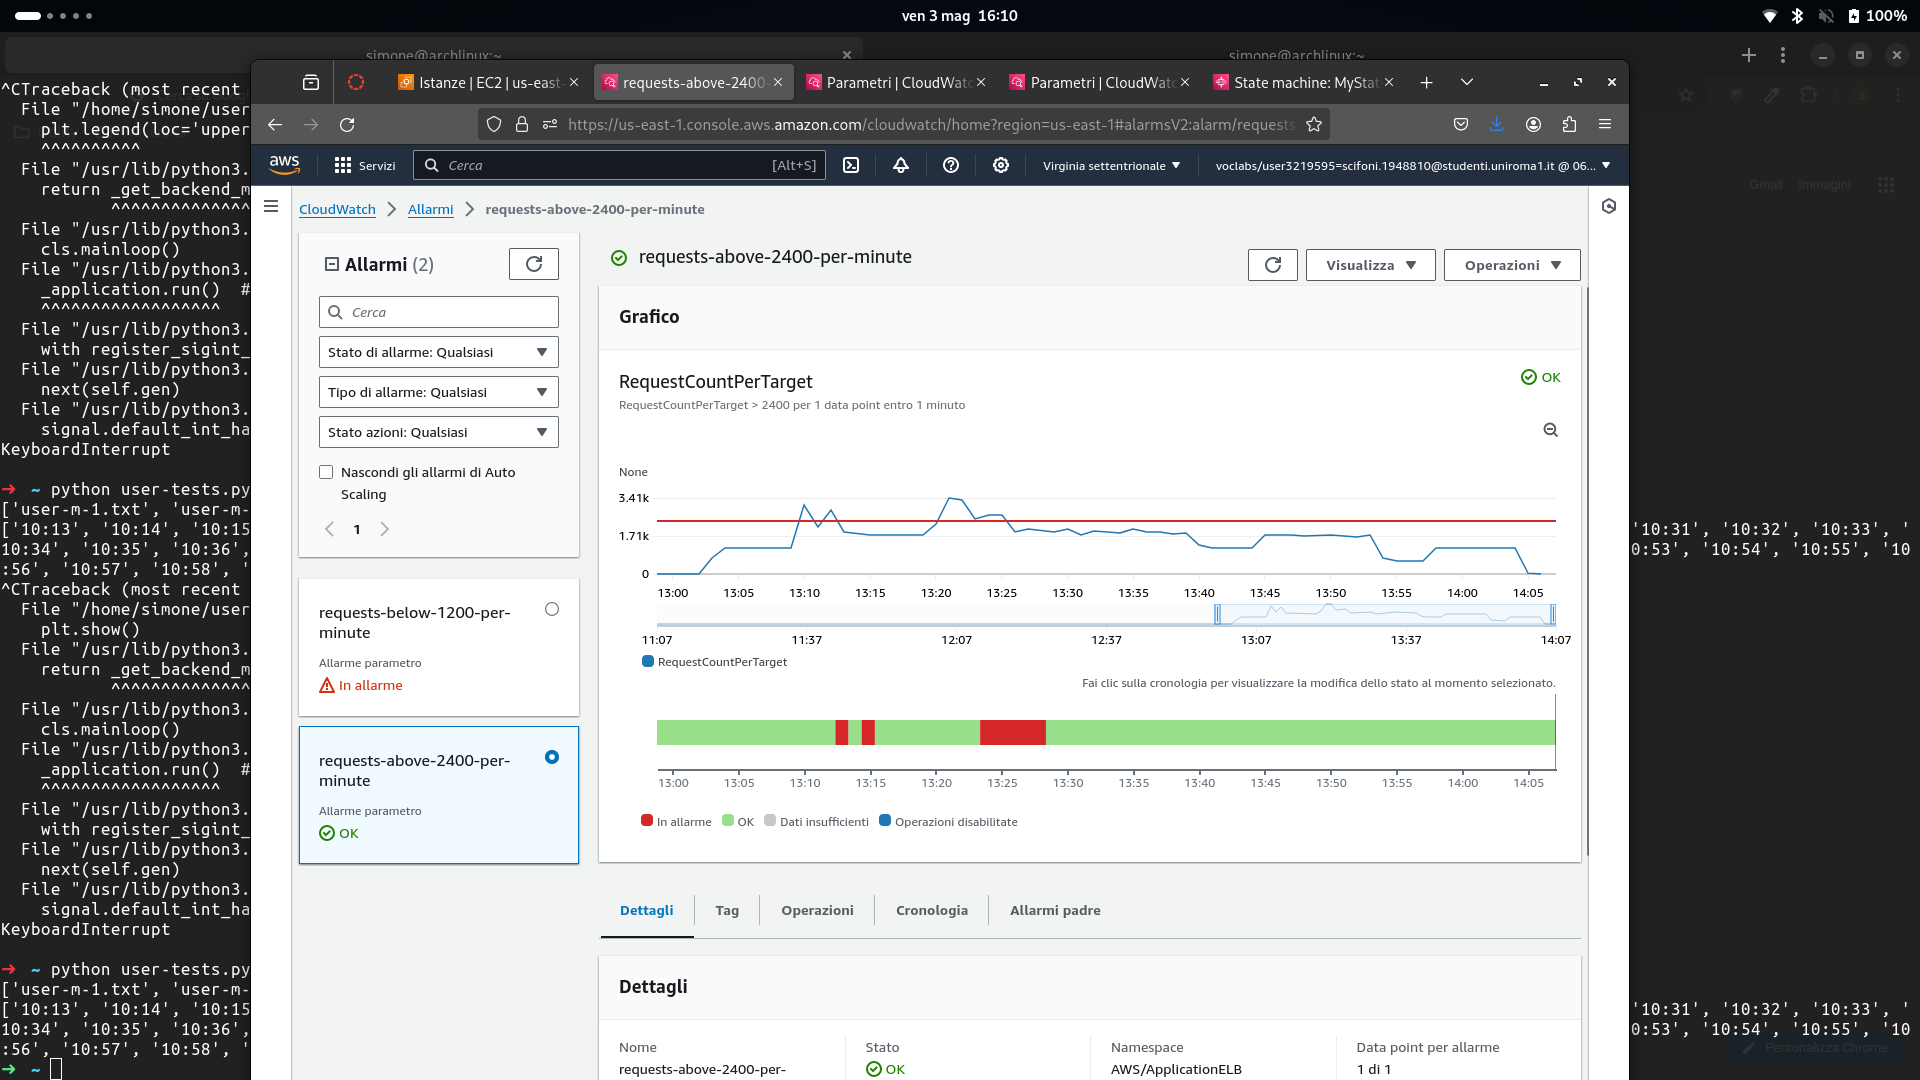 ven 3 mag 16:10
100%
simone@archlinux:~
simone@archlinux:~
Istanze | EC2 | us-east-
requests-above-2400-
Parametri | CloudWatc
Parametri | CloudWatc
State machine: MyStat
https://us-east-1.console.aws.amazon.com/cloudwatch/home?region=us-east-1#alarmsV2:alarm/requests
aws
Servizi
Cerca
[Alt+S]
Virginia settentrionale
voclabs/user3219595=scifoni.1948810@studenti.uniroma1.it @ 06...
Gmail
Immagini
CloudWatch
Allarmi
requests-above-2400-per-minute
Allarmi (2)
Cerca
Stato di allarme: Qualsiasi
Tipo di allarme: Qualsiasi
Stato azioni: Qualsiasi
Nascondi gli allarmi di Auto
Scaling
1
requests-below-1200-per-
minute
Allarme parametro
In allarme
requests-above-2400-per-
minute
Allarme parametro
OK
requests-above-2400-per-minute
Visualizza
Operazioni
Grafico
RequestCountPerTarget
OK
RequestCountPerTarget > 2400 per 1 data point entro 1 minuto
None
3.41k
1.71k
0
13:00 13:05 13:10 13:15 13:20 13:25 13:30 13:35 13:40 13:45 13:50 13:55 14:00 14:05
11:07 11:37 12:07 12:37 13:07 13:37 14:07
RequestCountPerTarget
Fai clic sulla cronologia per visualizzare la modifica dello stato al momento selezionato.
13:00 13:05 13:10 13:15 13:20 13:25 13:30 13:35 13:40 13:45 13:50 13:55 14:00 14:05
In allarme OK Dati insufficienti Operazioni disabilitate
Dettagli
Tag
Operazioni
Cronologia
Allarmi padre
Dettagli
Nome
requests-above-2400-per-
Stato
OK
Namespace
AWS/ApplicationELB
Data point per allarme
1 di 1
^CTraceback (most recent
File "/home/simone/user
plt.legend(loc='upper
^^^^^^^^^^
File "/usr/lib/python3.
return _get_backend_m
^^^^^^^^^^^^^^
File "/usr/lib/python3.
cls.mainloop()
File "/usr/lib/python3.
_application.run() #
^^^^^^^^^^^^^^^^^^
File "/usr/lib/python3.
with register_sigint_
File "/usr/lib/python3.
next(self.gen)
File "/usr/lib/python3.
signal.default_int_ha
KeyboardInterrupt
➜ ~ python user-tests.py
['user-m-1.txt', 'user-m-
['10:13', '10:14', '10:15 '10:31', '10:32', '10:33', '
10:34', '10:35', '10:36', 0:53', '10:54', '10:55', '10
:56', '10:57', '10:58', '
^CTraceback (most recent
File "/home/simone/user
plt.show()
File "/usr/lib/python3.
return _get_backend_m
^^^^^^^^^^^^^^
File "/usr/lib/python3.
cls.mainloop()
File "/usr/lib/python3.
_application.run() #
^^^^^^^^^^^^^^^^^^
File "/usr/lib/python3.
with register_sigint_
File "/usr/lib/python3.
next(self.gen)
File "/usr/lib/python3.
signal.default_int_ha
KeyboardInterrupt
➜ ~ python user-tests.py
['user-m-1.txt', 'user-m-
['10:13', '10:14', '10:15 '10:31', '10:32', '10:33', '
10:34', '10:35', '10:36', 0:53', '10:54', '10:55', '10
:56', '10:57', '10:58', '
Personalizza Chrome
➜ ~